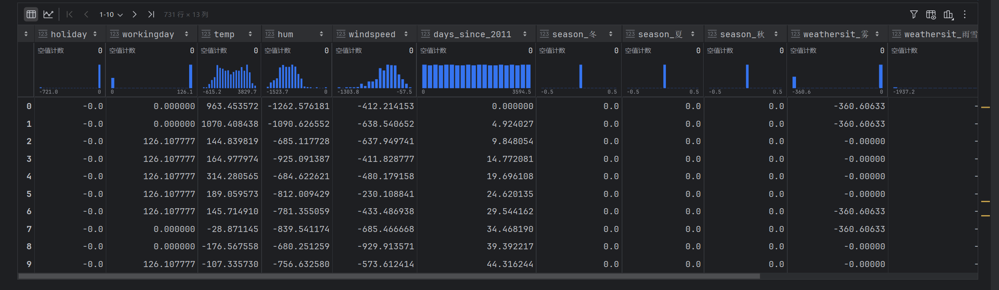 1-10 731 行 × 13 列
123 holiday 123 workingday 123 temp 123 hum 123 windspeed 123 days_since_2011 123 season_冬 123 season_夏 123 season_秋 123 weathersit_雾 123 weathersit_雨雪
空值计数 0 空值计数 0 空值计数 0 空值计数 0 空值计数 0 空值计数 0 空值计数 0 空值计数 0 空值计数 0 空值计数 0 空值计数
-721.0 0 0 126.1 -615.2 3829.7 -1523.7 0 -1303.8 -57.5 0 3594.5 -0.5 0.5 -0.5 0.5 -0.5 0.5 -360.6 0 -1937.2
0 -0.0 0.000000 963.453572 -1262.576181 -412.214153 0.000000 0.0 0.0 0.0 -360.60633 -
1 -0.0 0.000000 1070.408438 -1090.626552 -638.540652 4.924027 0.0 0.0 0.0 -360.60633 -
2 -0.0 126.107777 144.839819 -685.117728 -637.949741 9.848054 0.0 0.0 0.0 -0.00000 -
3 -0.0 126.107777 164.977974 -925.091387 -411.828777 14.772081 0.0 0.0 0.0 -0.00000 -
4 -0.0 126.107777 314.280565 -684.622621 -480.179158 19.696108 0.0 0.0 0.0 -0.00000 -
5 -0.0 126.107777 189.059573 -812.009429 -230.108841 24.620135 0.0 0.0 0.0 -0.00000 -
6 -0.0 126.107777 145.714910 -781.355059 -433.486938 29.544162 0.0 0.0 0.0 -360.60633 -
7 -0.0 0.000000 -28.871145 -839.541174 -685.466668 34.468190 0.0 0.0 0.0 -360.60633 -
8 -0.0 0.000000 -176.567558 -680.251259 -929.913571 39.392217 0.0 0.0 0.0 -0.00000 -
9 -0.0 126.107777 -107.335730 -756.632580 -573.612414 44.316244 0.0 0.0 0.0 -0.00000 -